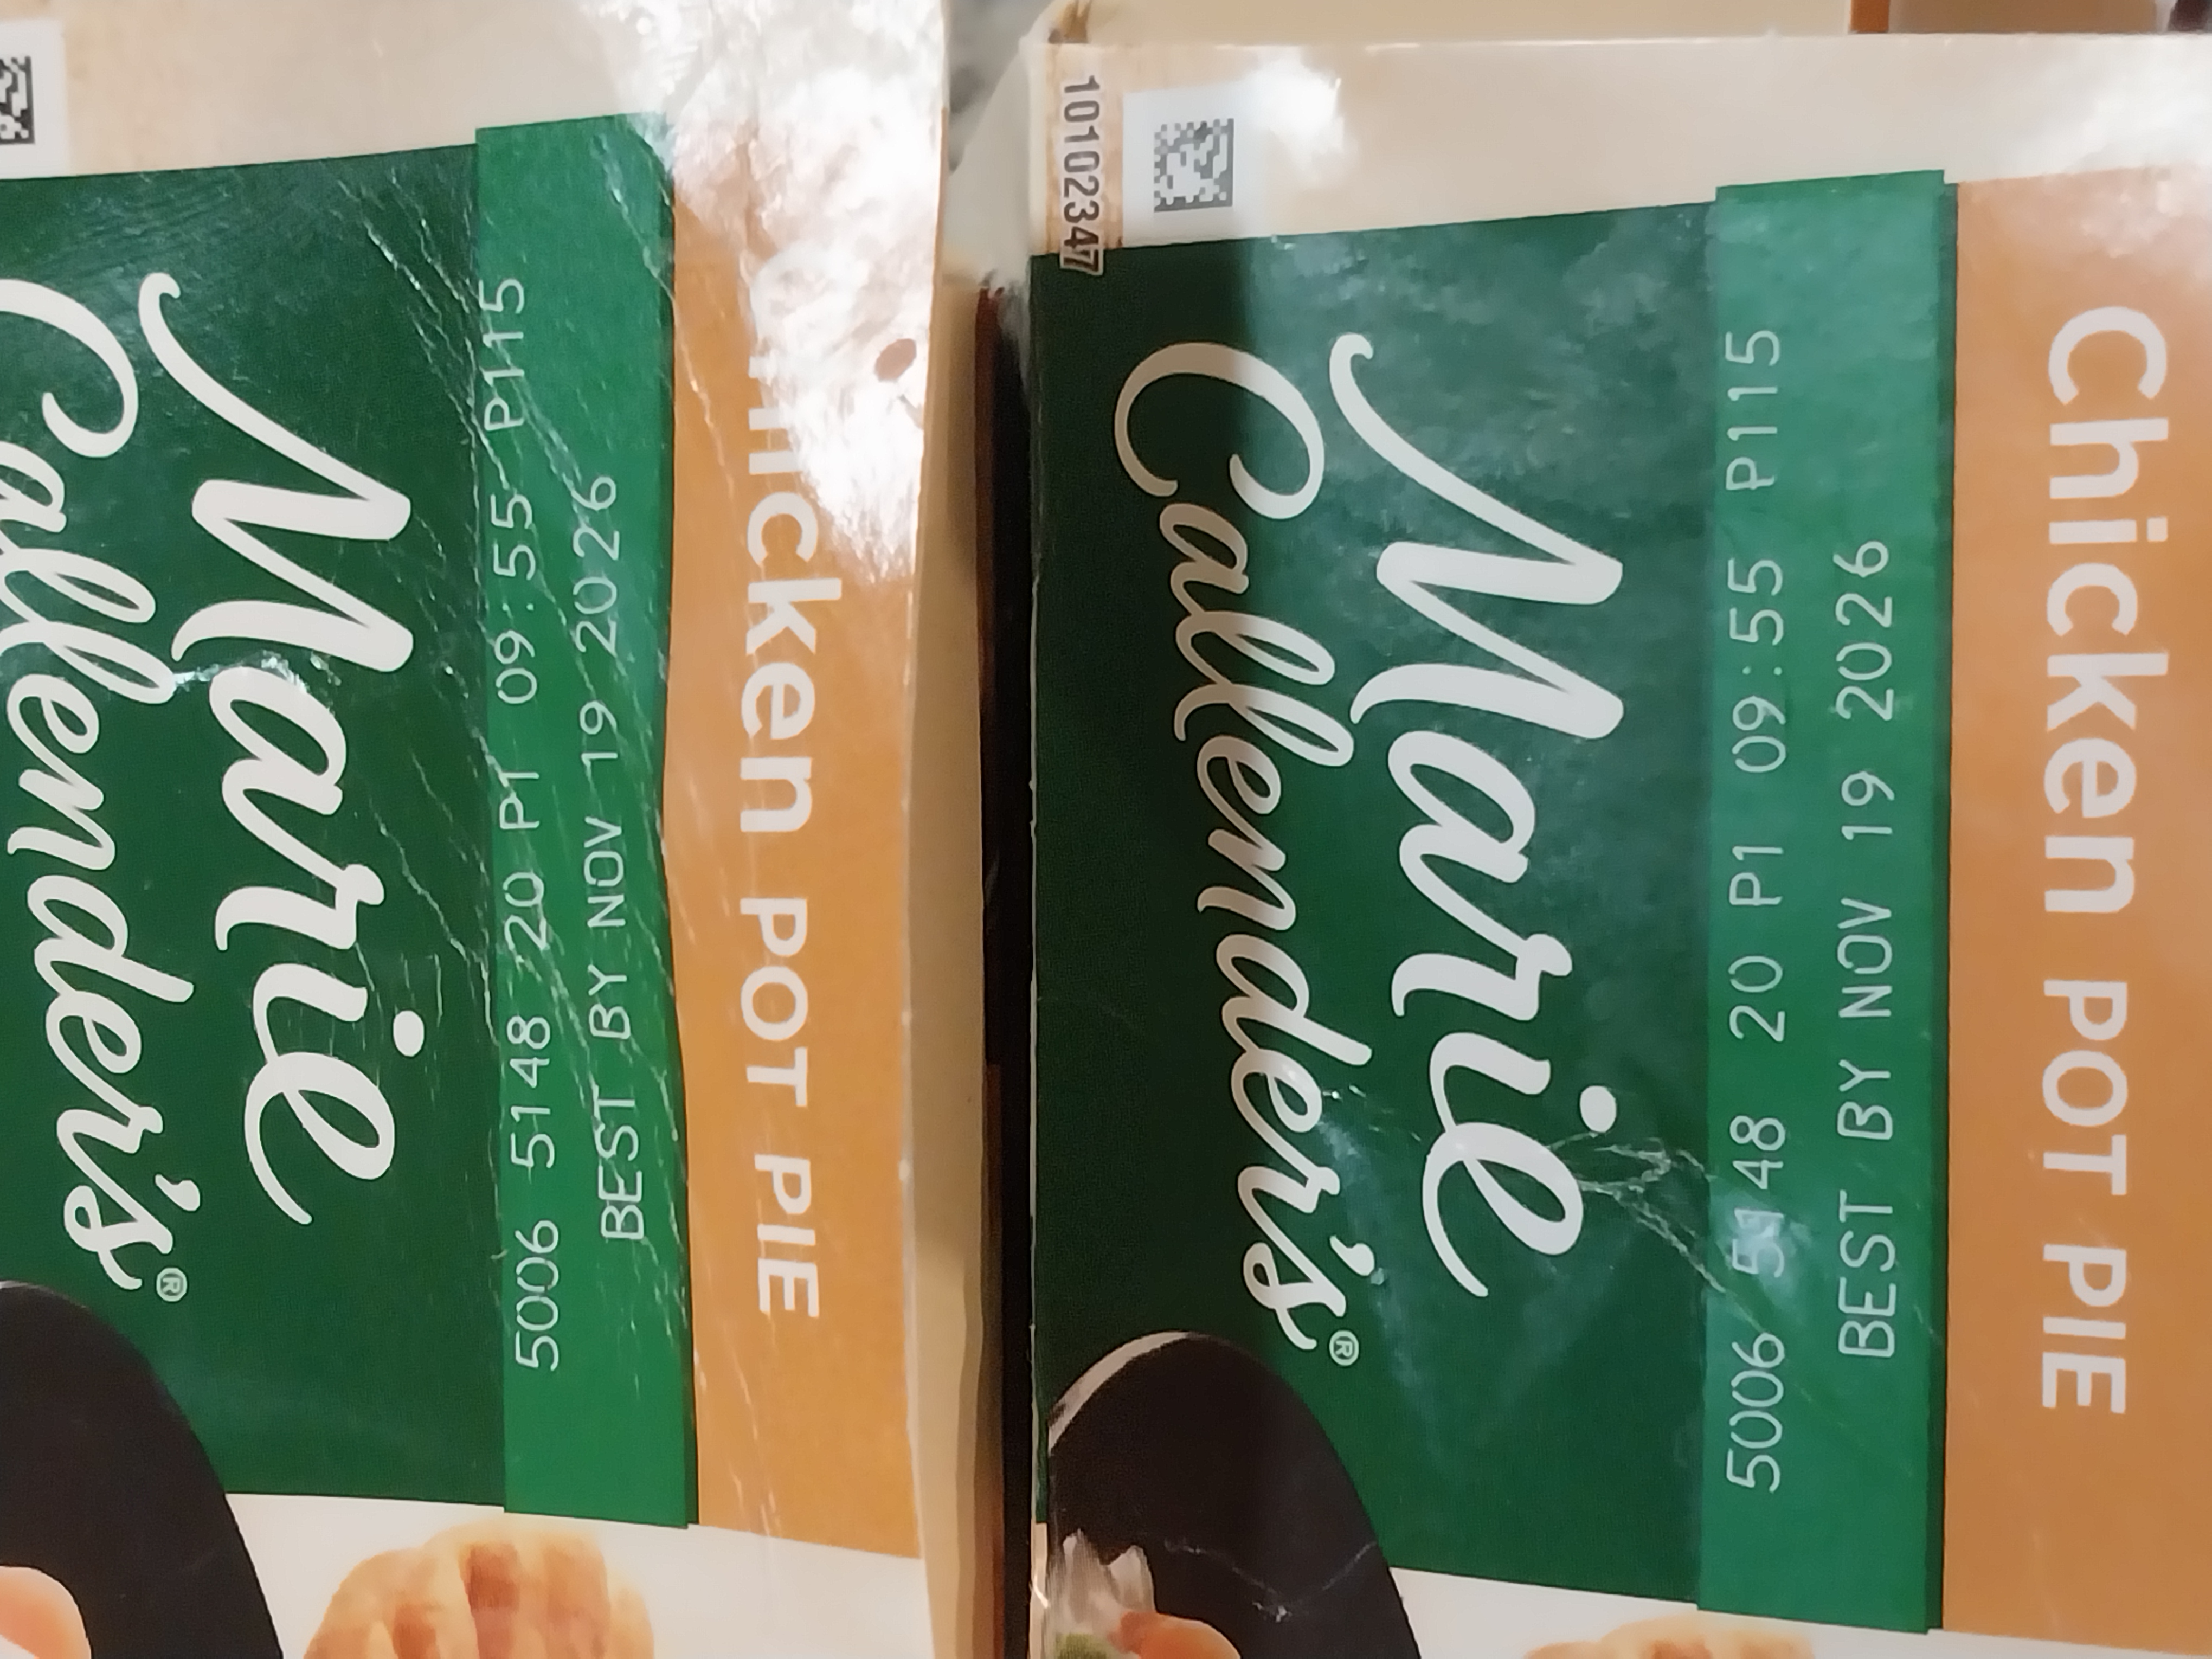 Marie
Callender's®
5006 5148 20 P1 09:55 P115
BEST BY NOV 19 2026
Chicken POT PIE
10102347
Marie
Callender's®
5006 5148 20 P1 09:55 P115
BEST BY NOV 19 2026
Chicken POT PIE